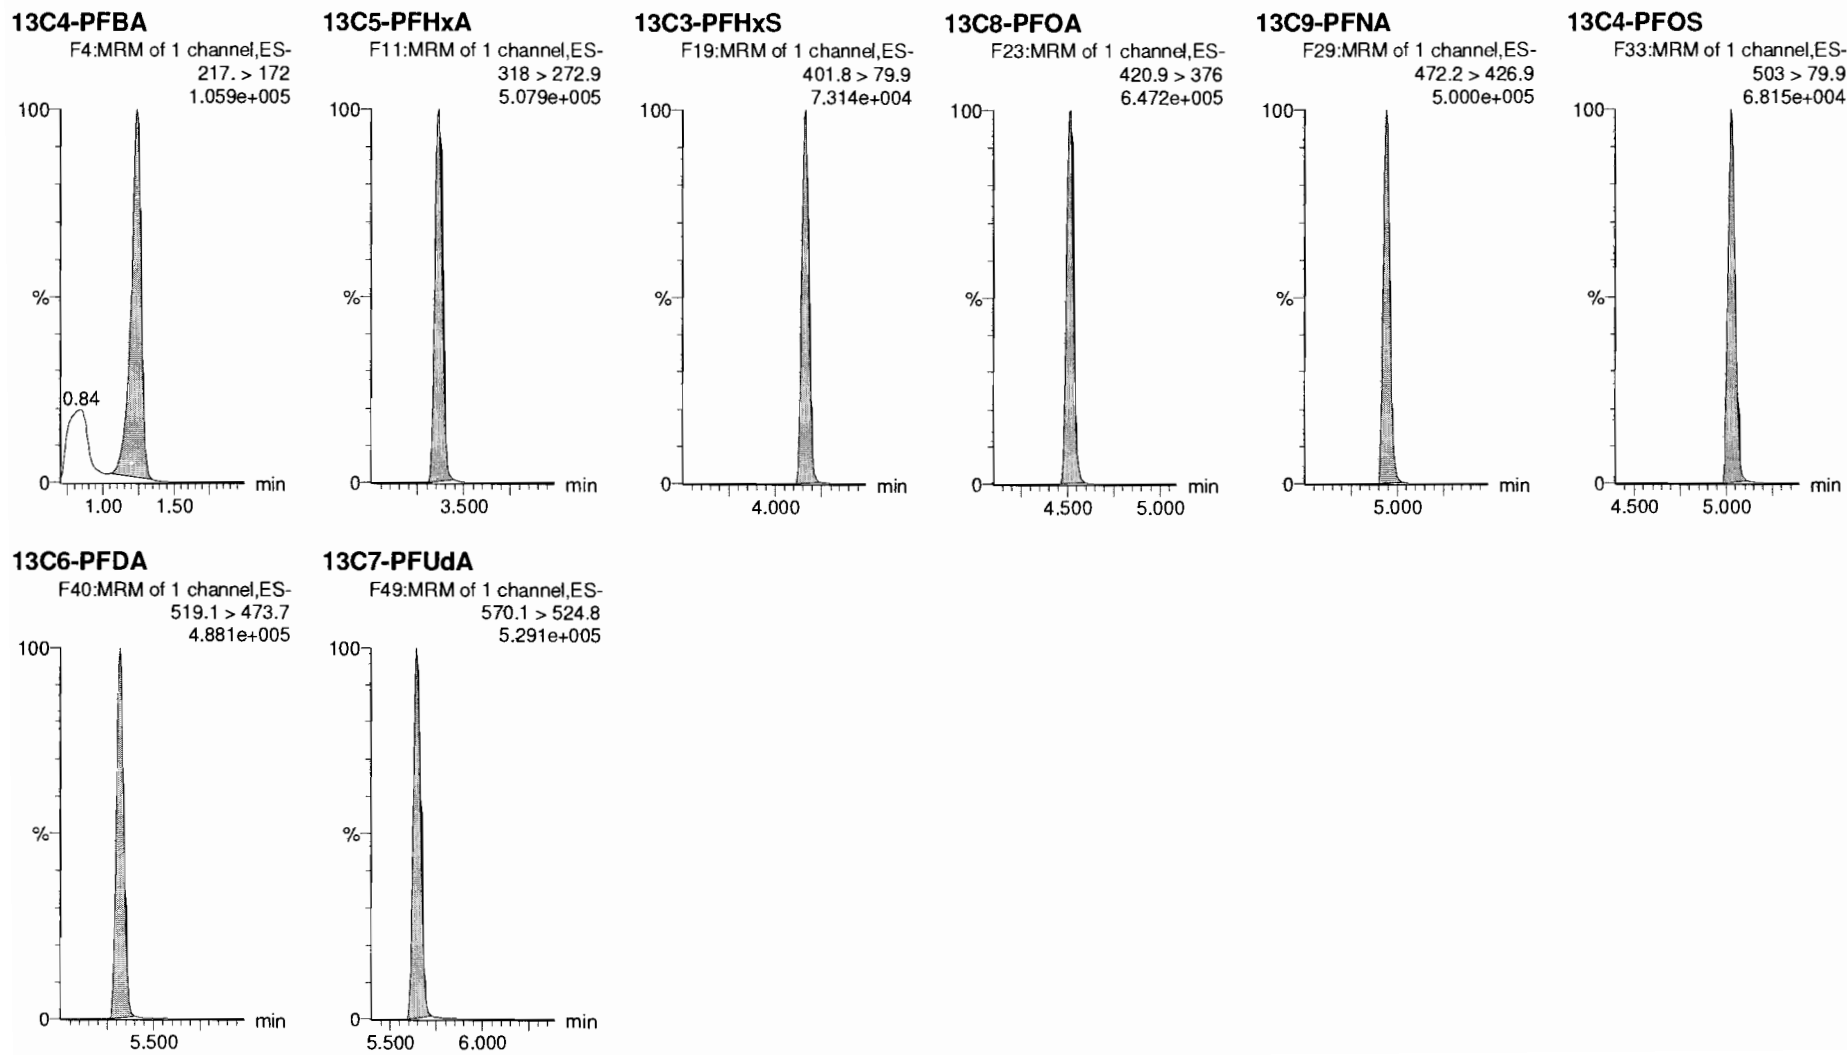 13C4-PFBA
F4:MRM of 1 channel,ES-
217. > 172
1.059e+005
100
%
0.84
0
min
1.00 1.50
13C5-PFHxA
F11:MRM of 1 channel,ES-
318 > 272.9
5.079e+005
100
%
0
min
3.500
13C3-PFHxS
F19:MRM of 1 channel,ES-
401.8 > 79.9
7.314e+004
100
%
0
min
4.000
13C8-PFOA
F23:MRM of 1 channel,ES-
420.9 > 376
6.472e+005
100
%
0
min
4.500 5.000
13C9-PFNA
F29:MRM of 1 channel,ES-
472.2 > 426.9
5.000e+005
100
%
0
min
5.000
13C4-PFOS
F33:MRM of 1 channel,ES-
503 > 79.9
6.815e+004
100
%
0
min
4.500 5.000
13C6-PFDA
F40:MRM of 1 channel,ES-
519.1 > 473.7
4.881e+005
100
%
0
min
5.500
13C7-PFUdA
F49:MRM of 1 channel,ES-
570.1 > 524.8
5.291e+005
100
%
0
min
5.500 6.000